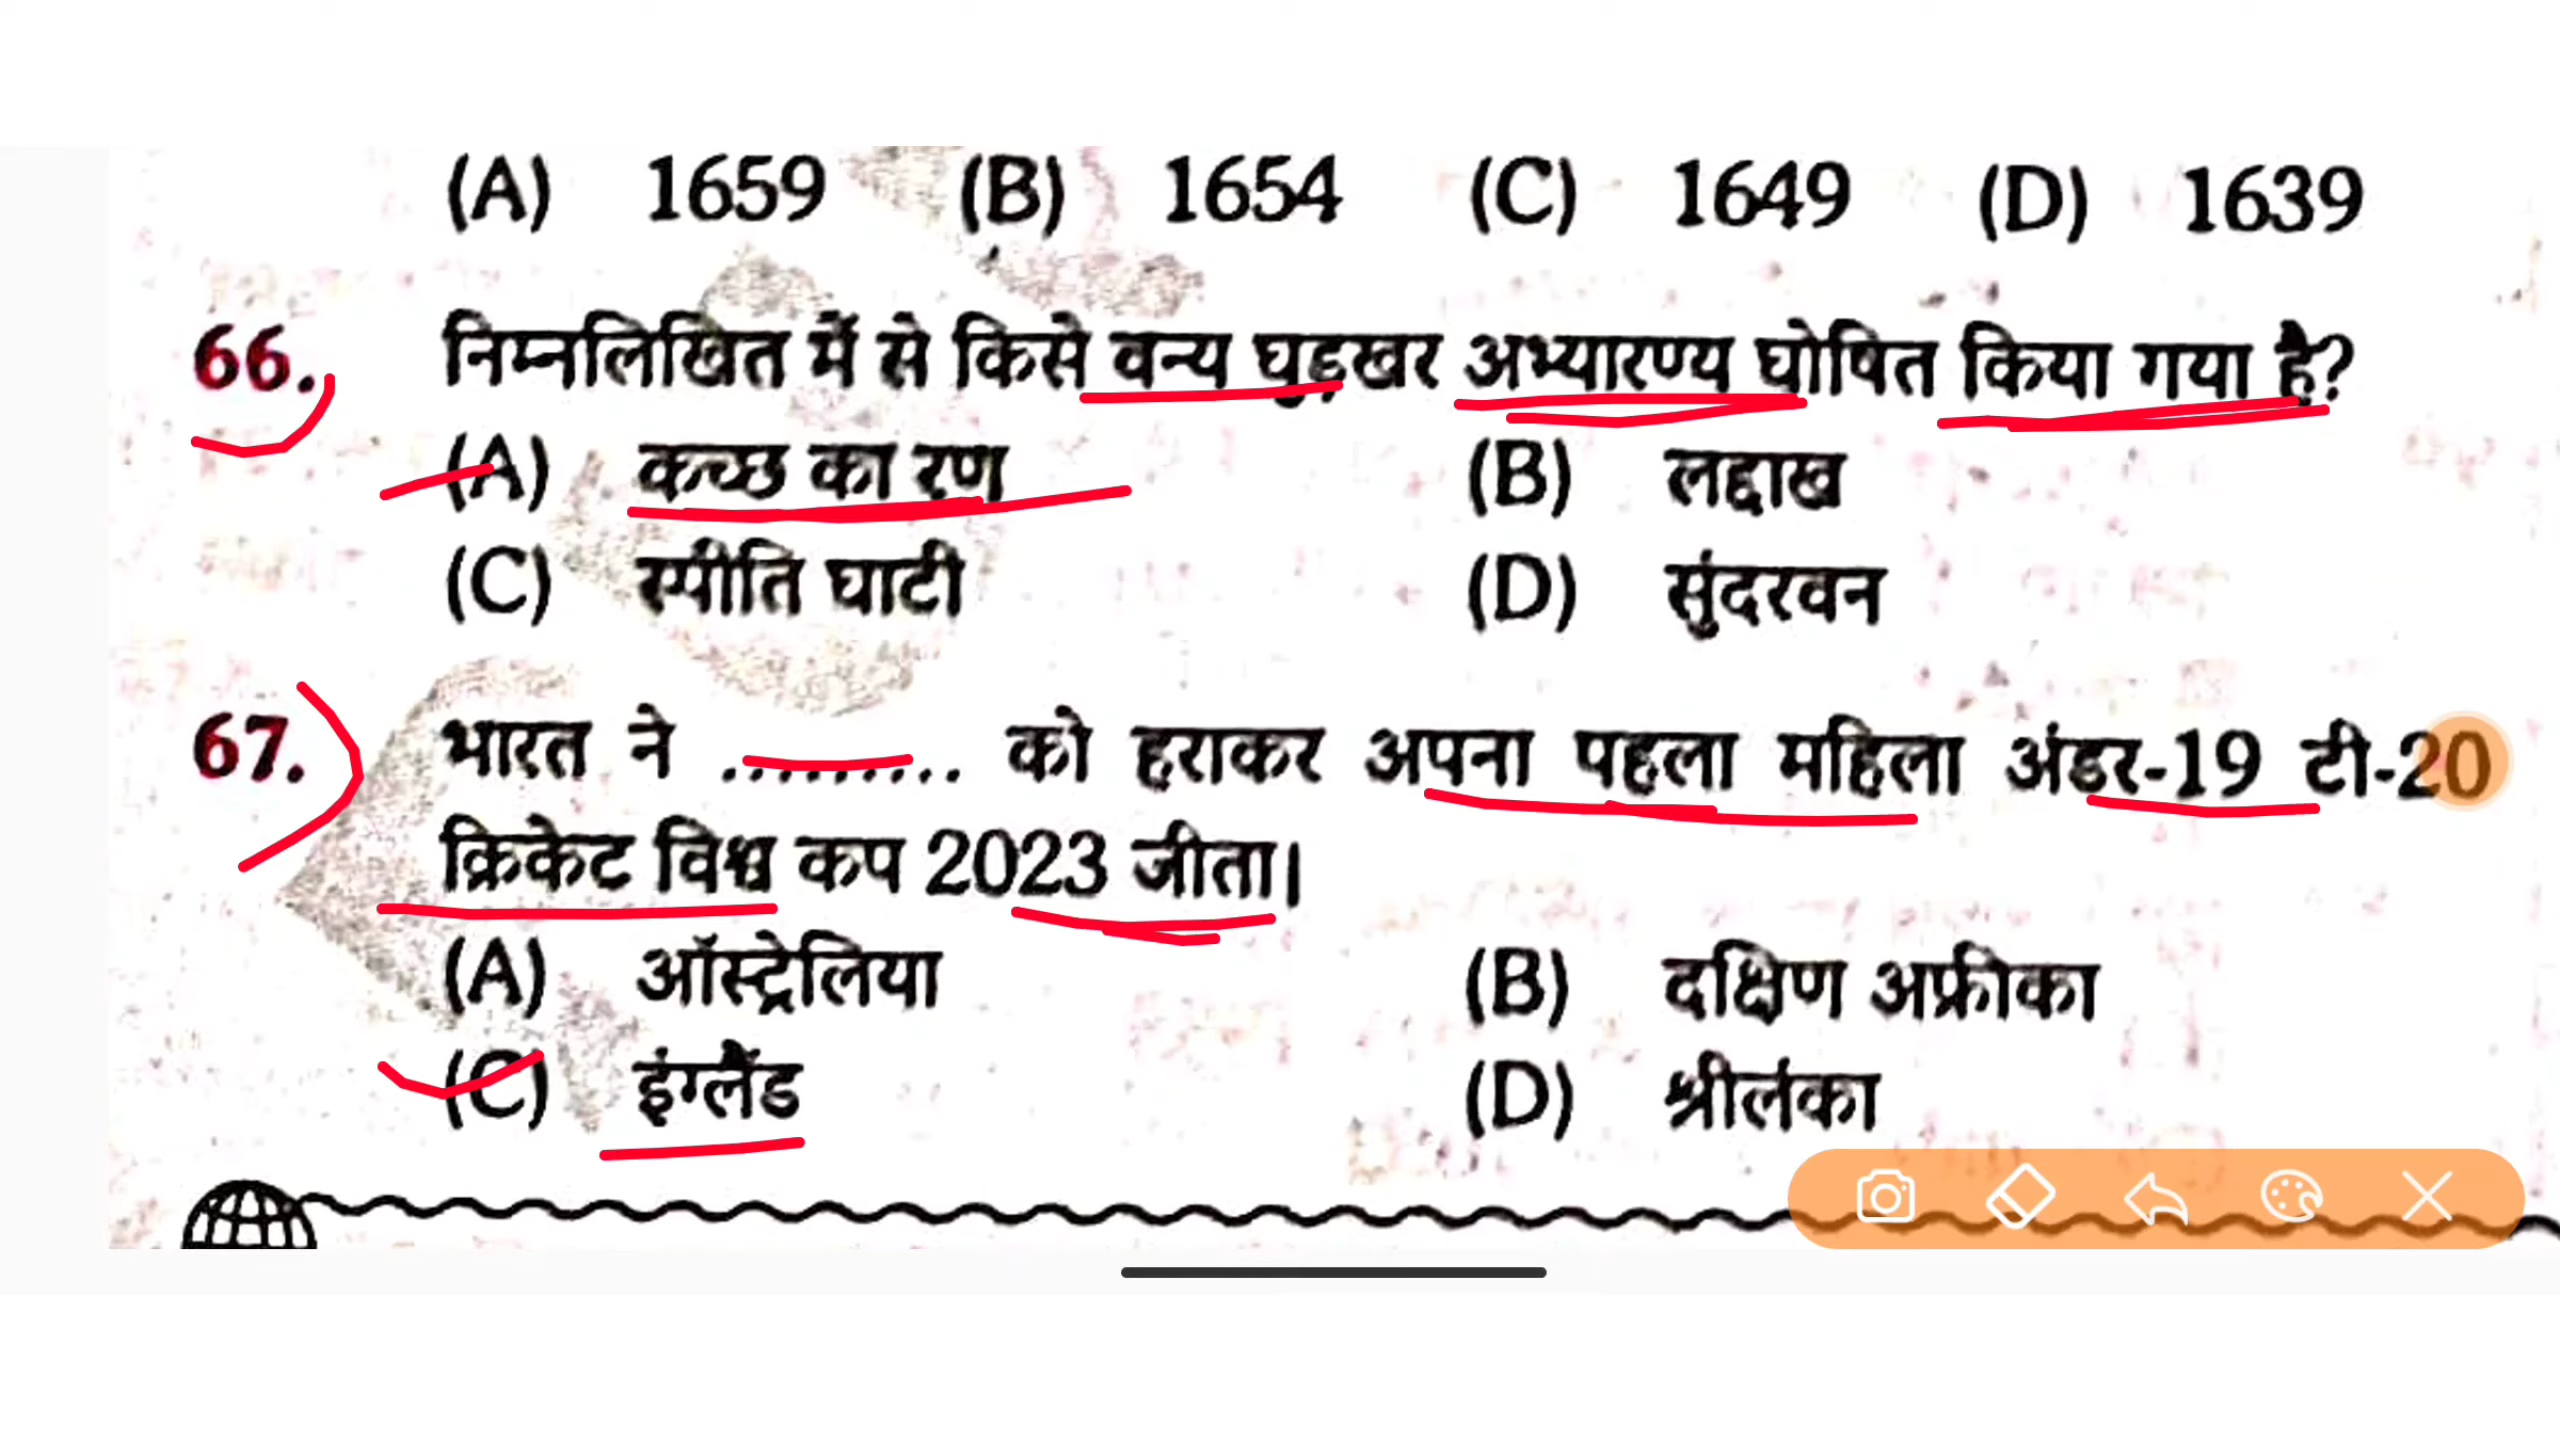 (A) 1659 (B) 1654 (C) 1649 (D) 1639
66. निम्नलिखित में से किसे वन्य घुड़खर अभ्यारण्य घोषित किया गया है?
(A) कच्छ का रण (B) लद्दाख
(C) स्पीति घाटी (D) सुंदरवन
67. भारत ने ......... को हराकर अपना पहला महिला अंडर-19 टी-20
क्रिकेट विश्व कप 2023 जीता।
(A) ऑस्ट्रेलिया (B) दक्षिण अफ्रीका
(C) इंग्लैंड (D) श्रीलंका